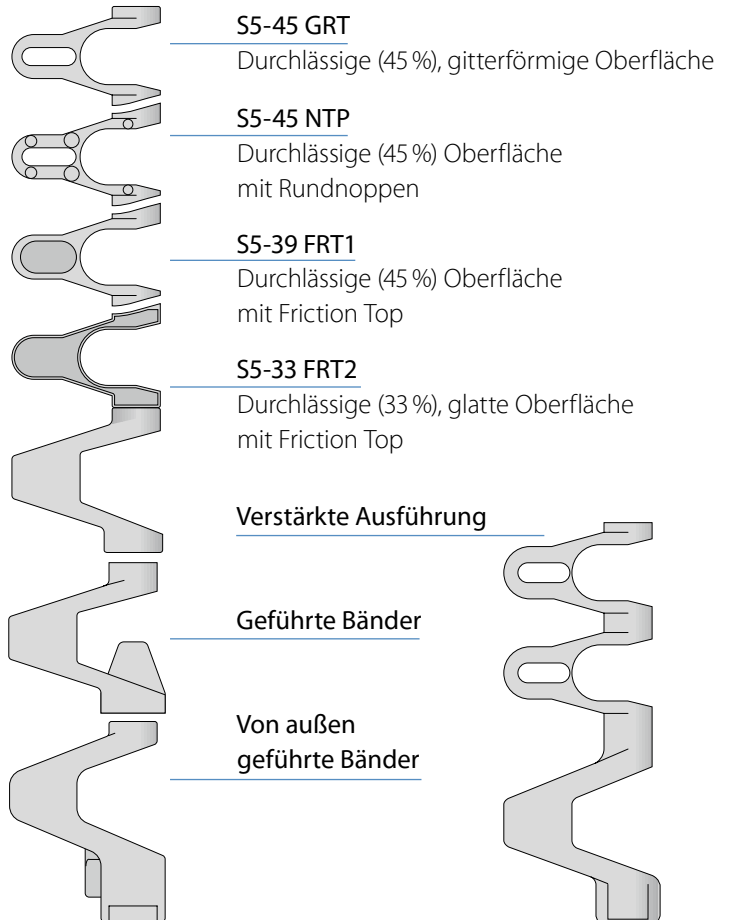 S5-45 GRT
Durchlässige (45 %), gitterförmige Oberfläche
S5-45 NTP
Durchlässige (45 %) Oberfläche
mit Rundnoppen
S5-39 FRT1
Durchlässige (45 %) Oberfläche
mit Friction Top
S5-33 FRT2
Durchlässige (33 %), glatte Oberfläche
mit Friction Top
Verstärkte Ausführung
Geführte Bänder
Von außen
geführte Bänder